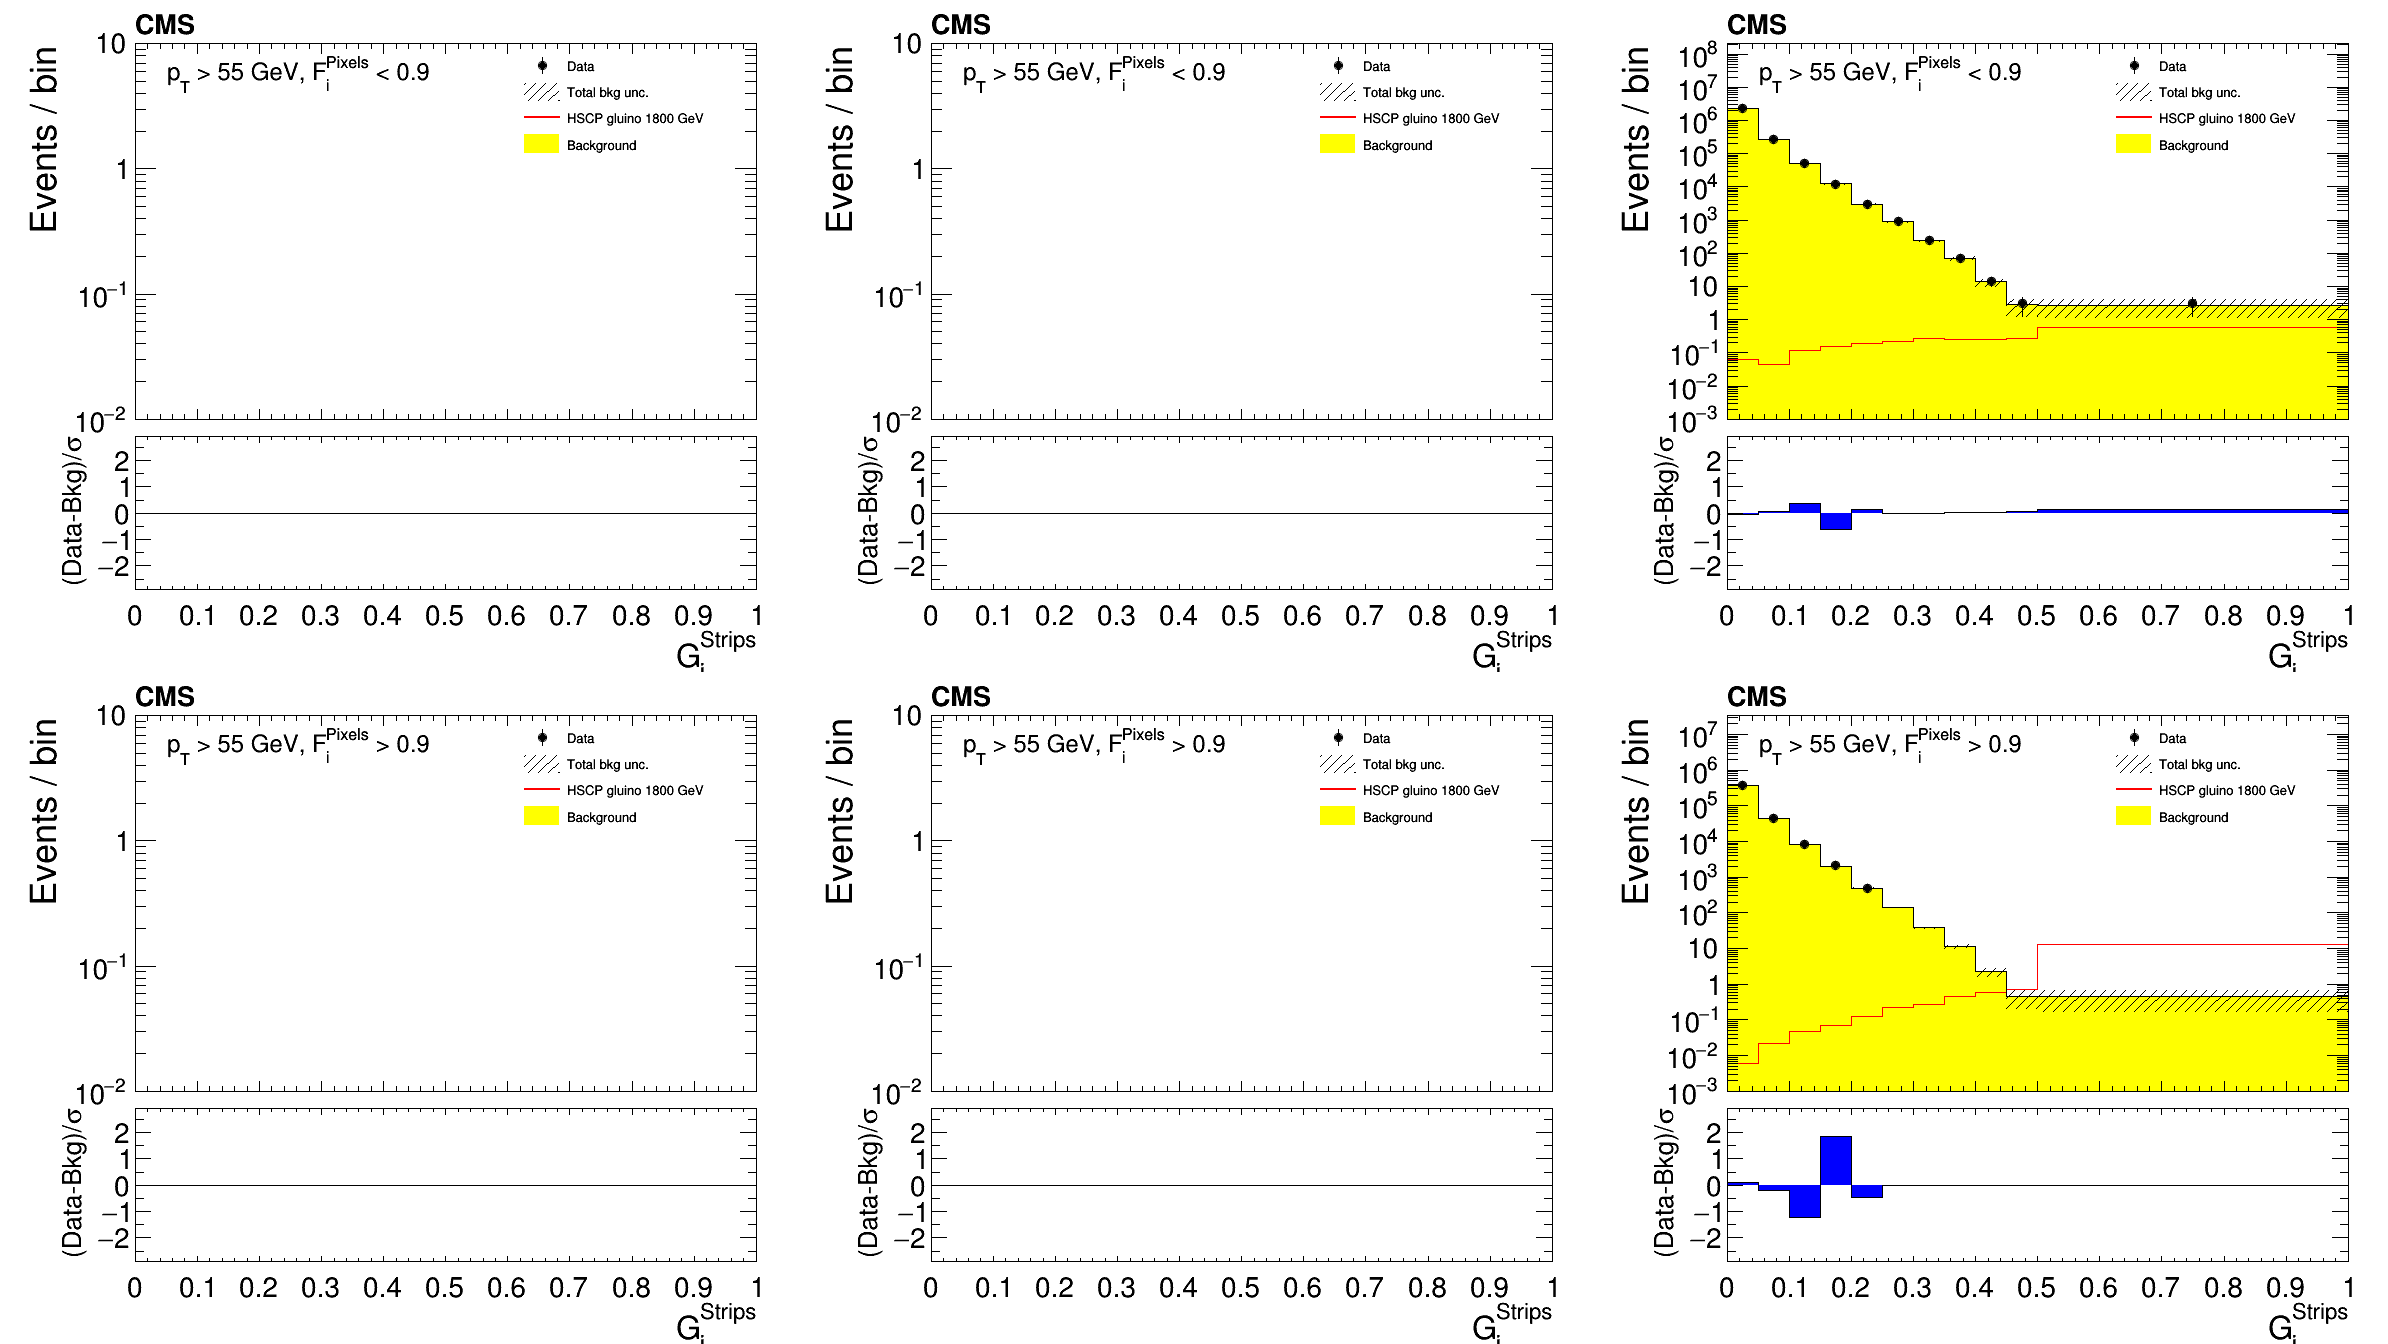 CMS
p_T > 55 GeV, F_i^Pixels < 0.9
Data
Total bkg unc.
HSCP gluino 1800 GeV
Background
Events / bin
10
1
10^−1
10^−2
(Data-Bkg)/σ
2
1
0
−1
−2
0 0.1 0.2 0.3 0.4 0.5 0.6 0.7 0.8 0.9 1
G_i^Strips
CMS
p_T > 55 GeV, F_i^Pixels < 0.9
Data
Total bkg unc.
HSCP gluino 1800 GeV
Background
Events / bin
10
1
10^−1
10^−2
(Data-Bkg)/σ
2
1
0
−1
−2
0 0.1 0.2 0.3 0.4 0.5 0.6 0.7 0.8 0.9 1
G_i^Strips
CMS
p_T > 55 GeV, F_i^Pixels < 0.9
Data
Total bkg unc.
HSCP gluino 1800 GeV
Background
Events / bin
10^8
10^7
10^6
10^5
10^4
10^3
10^2
10
1
10^−1
10^−2
10^−3
(Data-Bkg)/σ
2
1
0
−1
−2
0 0.1 0.2 0.3 0.4 0.5 0.6 0.7 0.8 0.9 1
G_i^Strips
CMS
p_T > 55 GeV, F_i^Pixels > 0.9
Data
Total bkg unc.
HSCP gluino 1800 GeV
Background
Events / bin
10
1
10^−1
10^−2
(Data-Bkg)/σ
2
1
0
−1
−2
0 0.1 0.2 0.3 0.4 0.5 0.6 0.7 0.8 0.9 1
G_i^Strips
CMS
p_T > 55 GeV, F_i^Pixels > 0.9
Data
Total bkg unc.
HSCP gluino 1800 GeV
Background
Events / bin
10
1
10^−1
10^−2
(Data-Bkg)/σ
2
1
0
−1
−2
0 0.1 0.2 0.3 0.4 0.5 0.6 0.7 0.8 0.9 1
G_i^Strips
CMS
p_T > 55 GeV, F_i^Pixels > 0.9
Data
Total bkg unc.
HSCP gluino 1800 GeV
Background
Events / bin
10^7
10^6
10^5
10^4
10^3
10^2
10
1
10^−1
10^−2
10^−3
(Data-Bkg)/σ
2
1
0
−1
−2
0 0.1 0.2 0.3 0.4 0.5 0.6 0.7 0.8 0.9 1
G_i^Strips